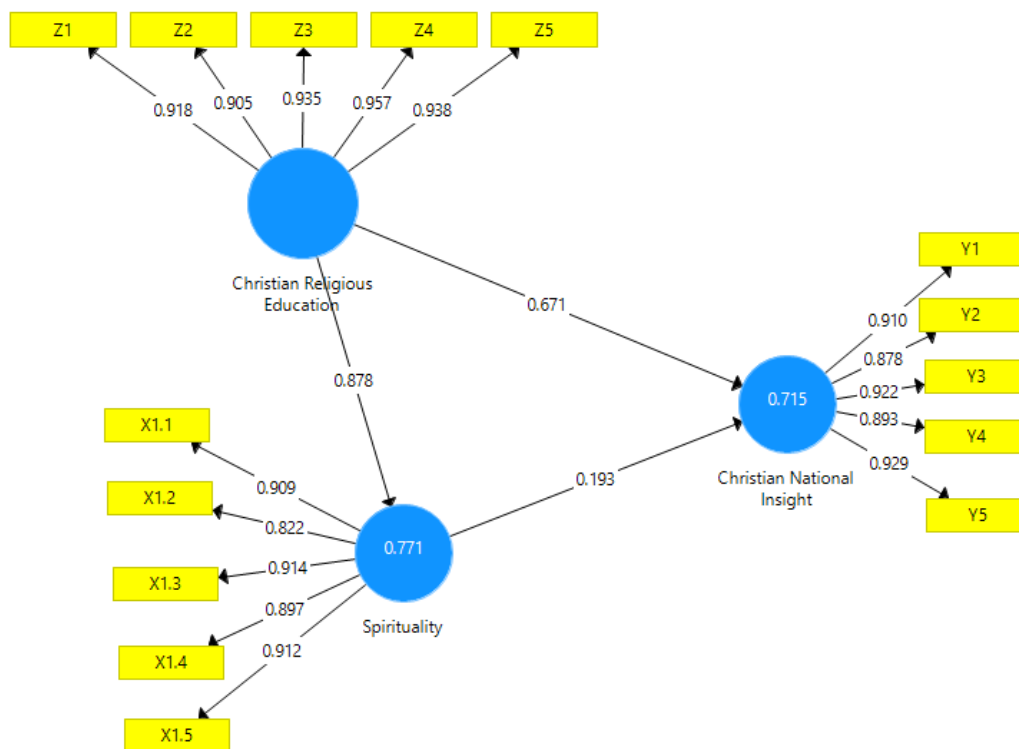 Z1
Z2
Z3
Z4
Z5
0.918
0.905
0.935
0.957
0.938
Christian Religious
Education
0.671
0.878
Y1
Y2
Y3
Y4
Y5
0.910
0.878
0.922
0.893
0.929
0.715
Christian National
Insight
0.193
X1.1
X1.2
X1.3
X1.4
X1.5
0.909
0.822
0.914
0.897
0.912
0.771
Spirituality